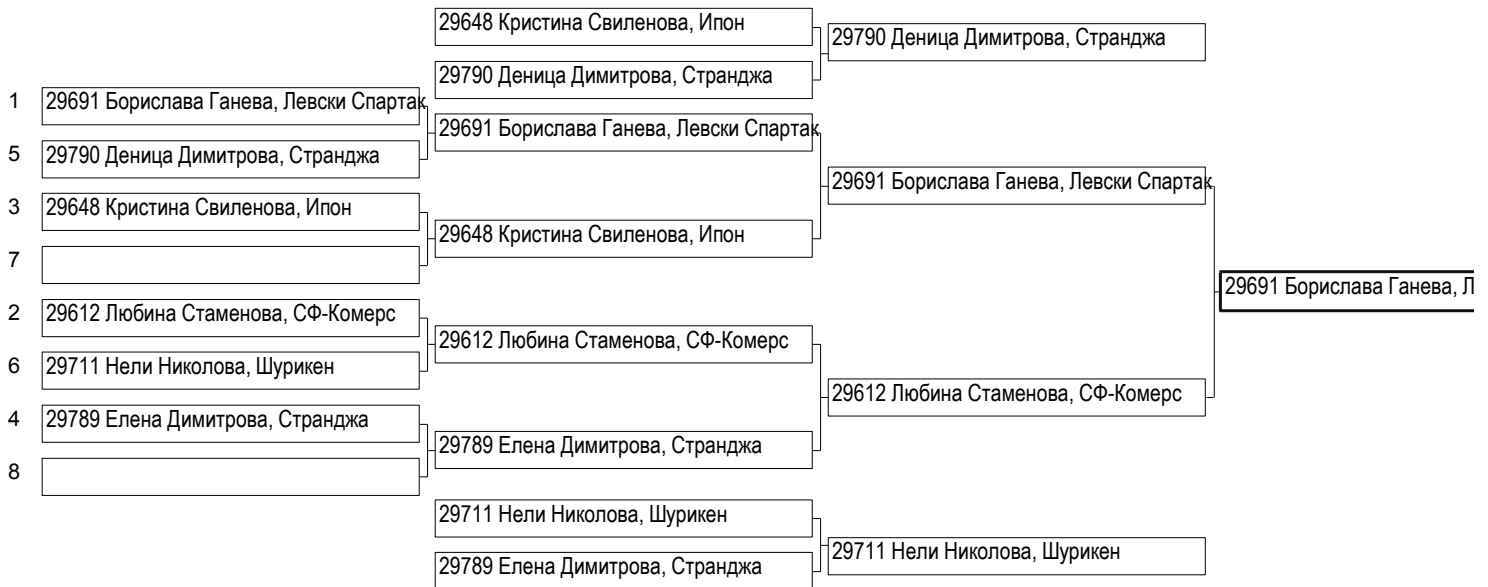 29648 Кристина Свиленова, Ипон
29790 Деница Димитрова, Странджа
29790 Деница Димитрова, Странджа
1 29691 Борислава Ганева, Левски Спартак
29691 Борислава Ганева, Левски Спартак
5 29790 Деница Димитрова, Странджа
29691 Борислава Ганева, Левски Спартак
3 29648 Кристина Свиленова, Ипон
29648 Кристина Свиленова, Ипон
7
29691 Борислава Ганева, Л
2 29612 Любина Стаменова, СФ-Комерс
29612 Любина Стаменова, СФ-Комерс
6 29711 Нели Николова, Шурикен
29612 Любина Стаменова, СФ-Комерс
4 29789 Елена Димитрова, Странджа
29789 Елена Димитрова, Странджа
8
29711 Нели Николова, Шурикен
29711 Нели Николова, Шурикен
29789 Елена Димитрова, Странджа